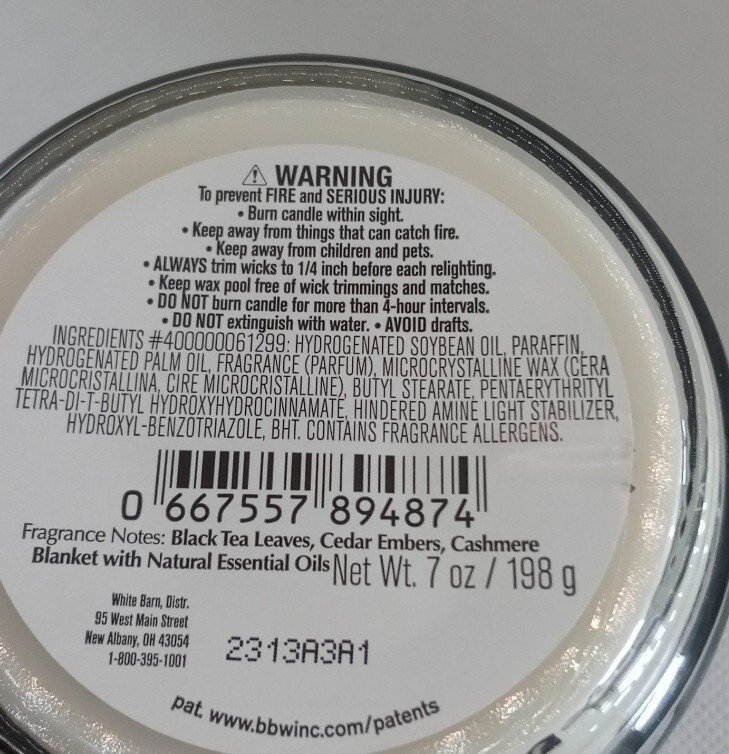 ⚠ WARNING
To prevent FIRE and SERIOUS INJURY:
• Burn candle within sight.
• Keep away from things that can catch fire.
• Keep away from children and pets.
• ALWAYS trim wicks to 1/4 inch before each relighting.
• Keep wax pool free of wick trimmings and matches.
• DO NOT burn candle for more than 4-hour intervals.
• DO NOT extinguish with water. • AVOID drafts.
INGREDIENTS #400000061299: HYDROGENATED SOYBEAN OIL, PARAFFIN,
HYDROGENATED PALM OIL, FRAGRANCE (PARFUM), MICROCRYSTALLINE WAX (CERA
MICROCRISTALLINA, CIRE MICROCRISTALLINE), BUTYL STEARATE, PENTAERYTHRITYL
TETRA-DI-T-BUTYL HYDROXYHYDROCINNAMATE, HINDERED AMINE LIGHT STABILIZER,
HYDROXYL-BENZOTRIAZOLE, BHT. CONTAINS FRAGRANCE ALLERGENS.
0 667557 894874
Fragrance Notes: Black Tea Leaves, Cedar Embers, Cashmere
Blanket with Natural Essential Oils Net Wt. 7 oz / 198 g
White Barn, Distr.
95 West Main Street
New Albany, OH 43054
1-800-395-1001
2313A3A1
pat. www.bbwinc.com/patents